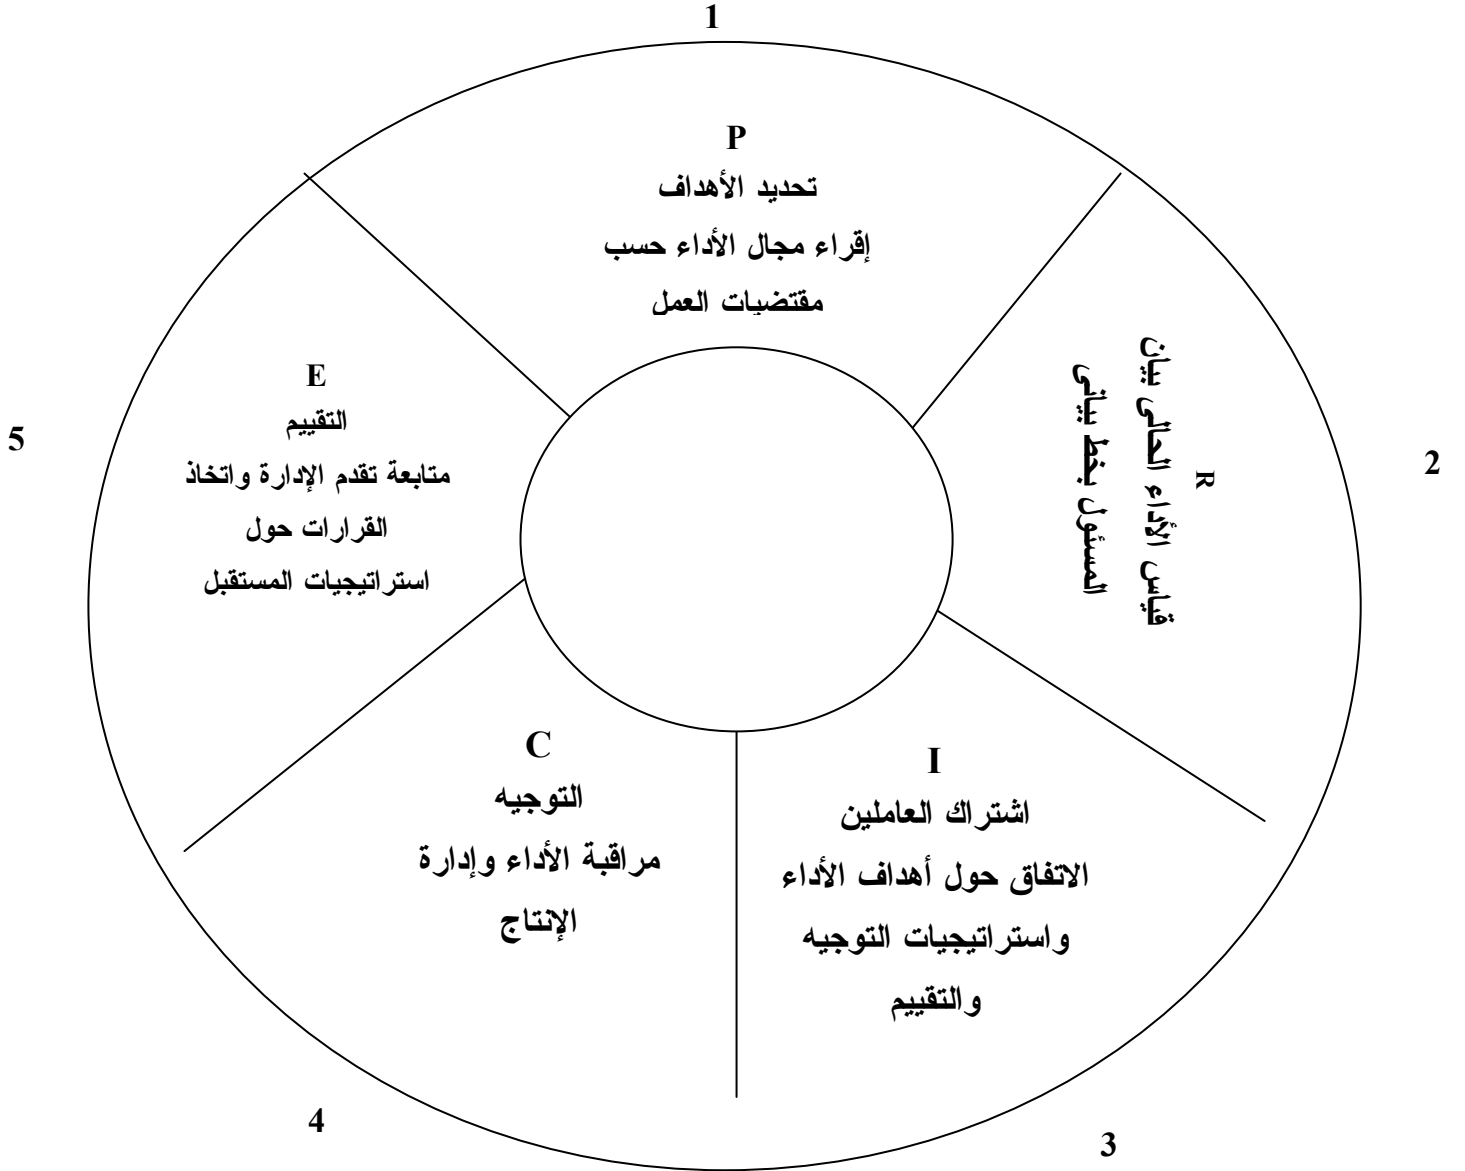 1
P
تحديد الأهداف
إقراء مجال الأداء حسب
مقتضيات العمل
2
R
قياس الأداء الحالى بيان
المسئول بخط بيانى
3
I
اشتراك العاملين
الاتفاق حول أهداف الأداء
واستراتيجيات التوجيه
والتقييم
4
C
التوجيه
مراقبة الأداء وإدارة
الإنتاج
5
E
التقييم
متابعة تقدم الإدارة واتخاذ
القرارات حول
استراتيجيات المستقبل